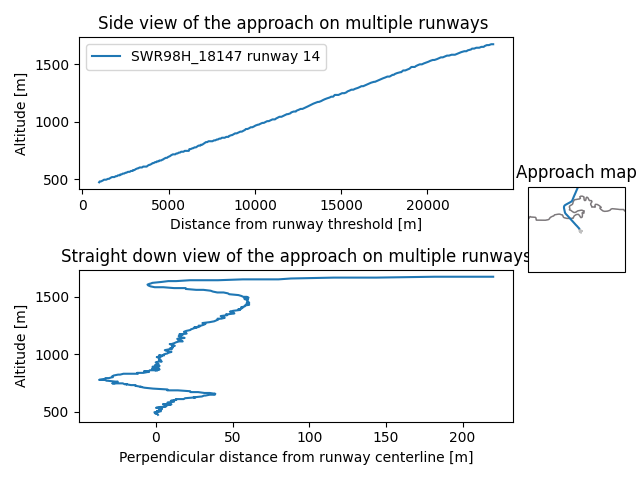 Side view of the approach on multiple runways
SWR98H_18147 runway 14
Altitude [m]
1500
1000
500
0 5000 10000 15000 20000
Distance from runway threshold [m]
Approach map
Straight down view of the approach on multiple runways
Altitude [m]
1500
1000
500
0 50 100 150 200
Perpendicular distance from runway centerline [m]